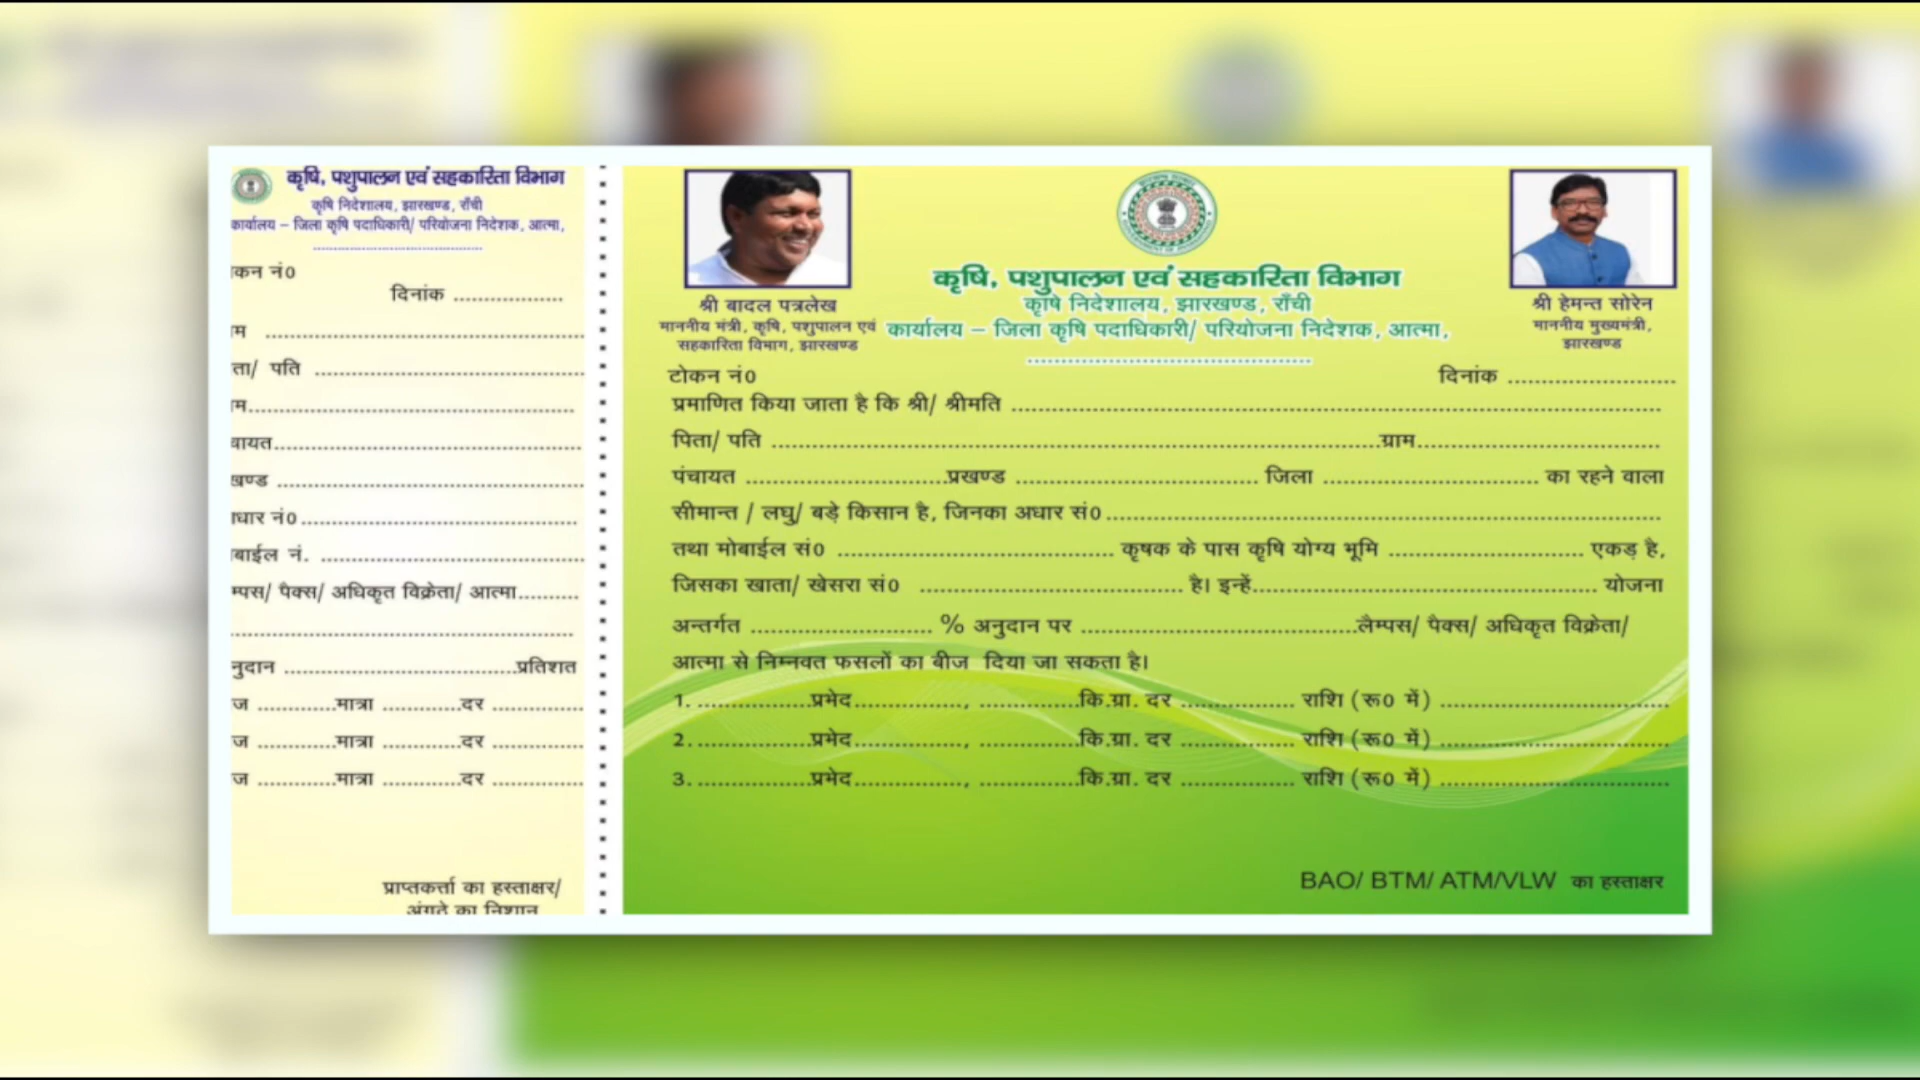 कृषि, पशुपालन एवं सहकारिता विभाग
कृषि निदेशालय, झारखण्ड, राँची
कार्यालय – जिला कृषि पदाधिकारी/ परियोजना निदेशक, आत्मा,
..........................................
कन नं0
दिनांक ..................
म ..................................................
ता/ पति ..........................................
म..................................................
चायत...............................................
खण्ड ...............................................
धार नं0...........................................
बाईल नं. .........................................
म्पस/ पैक्स/ अधिकृत विक्रेता/ आत्मा..........
.......................................................
नुदान ......................................प्रतिशत
ज .............मात्रा .............दर ...............
ज .............मात्रा .............दर ...............
ज .............मात्रा .............दर ...............
प्राप्तकर्त्ता का हस्ताक्षर/
अंगूठे का निशान
श्री बादल पत्रलेख
माननीय मंत्री, कृषि, पशुपालन एवं
सहकारिता विभाग, झारखण्ड
कृषि, पशुपालन एवं सहकारिता विभाग
कृषि निदेशालय, झारखण्ड, राँची
कार्यालय – जिला कृषि पदाधिकारी/ परियोजना निदेशक, आत्मा,
..........................................
श्री हेमन्त सोरेन
माननीय मुख्यमंत्री,
झारखण्ड
टोकन नं0 दिनांक ............................
प्रमाणित किया जाता है कि श्री/ श्रीमति ............................................................
पिता/ पति ............................................................ग्राम........................................
पंचायत ................................प्रखण्ड ........................................ जिला .................................... का रहने वाला
सीमान्त / लघु/ बड़े किसान है, जिनका अधार सं0............................................................
तथा मोबाईल सं0 .............................................. कृषक के पास कृषि योग्य भूमि ................................ एकड़ है,
जिसका खाता/ खेसरा सं0 ............................................ है। इन्हें.................................................... योजना
अन्तर्गत .............................. % अनुदान पर ..............................................लैम्पस/ पैक्स/ अधिकृत विक्रेता/
आत्मा से निम्नवत फसलों का बीज दिया जा सकता है।
1. ...................प्रभेद.................., ................कि.ग्रा. दर ................... राशि (रू0 में) ......................................
2. ...................प्रभेद.................., ................कि.ग्रा. दर ................... राशि (रू0 में) ......................................
3. ...................प्रभेद.................., ................कि.ग्रा. दर ................... राशि (रू0 में) ......................................
BAO/ BTM/ ATM/VLW का हस्ताक्षर